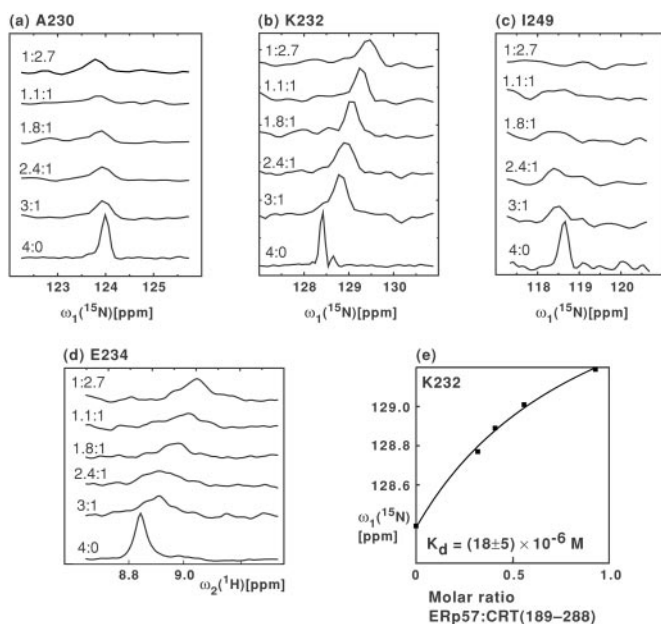 (a) A230
1:2.7
1.1:1
1.8:1
2.4:1
3:1
4:0
123 124 125
ω1(15N)[ppm]
(b) K232
1:2.7
1.1:1
1.8:1
2.4:1
3:1
4:0
128 129 130
ω1(15N)[ppm]
(c) I249
1:2.7
1.1:1
1.8:1
2.4:1
3:1
4:0
118 119 120
ω1(15N)[ppm]
(d) E234
1:2.7
1.1:1
1.8:1
2.4:1
3:1
4:0
8.8 9.0
ω2(1H)[ppm]
(e)
K232
129.0
128.8
128.6
ω1(15N)
[ppm]
Kd = (18±5) × 10-6 M
0 0.5 1.0
Molar ratio
ERp57:CRT(189–288)